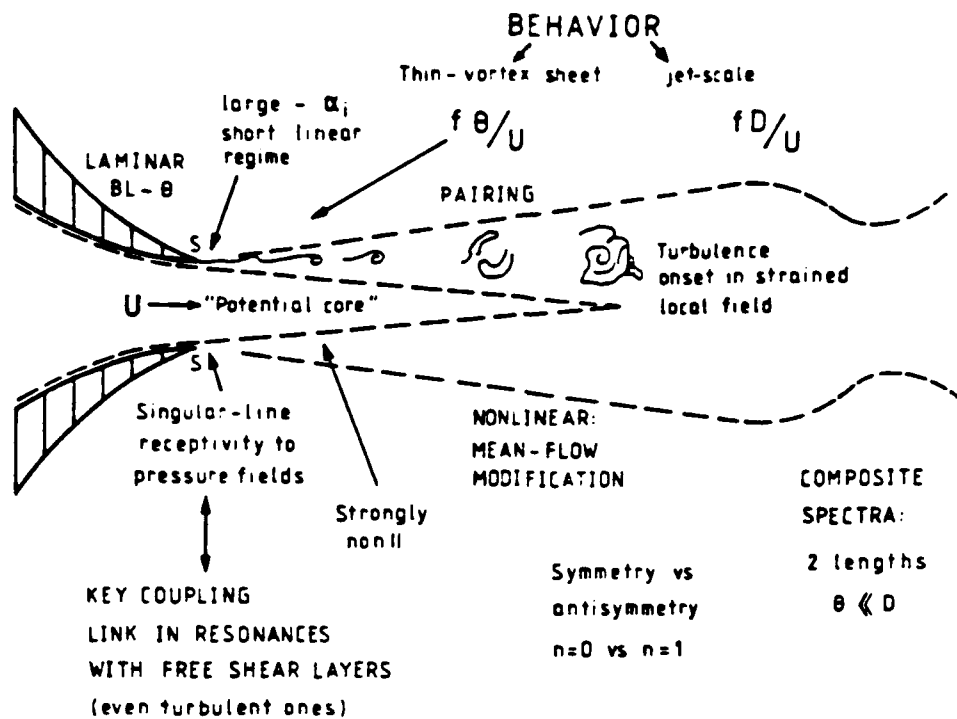 BEHAVIOR
Thin-vortex sheet
jet-scale
large - αi
short linear
regime
fθ/U
fD/U
LAMINAR
BL-θ
PAIRING
S
Turbulence
onset in strained
local field
U
"Potential core"
S
Singular-line
receptivity to
pressure fields
NONLINEAR:
MEAN-FLOW
MODIFICATION
Strongly
non ||
COMPOSITE
SPECTRA:
2 lengths
θ ≪ D
Symmetry vs
antisymmetry
n=0 vs n=1
KEY COUPLING
LINK IN RESONANCES
WITH FREE SHEAR LAYERS
(even turbulent ones)